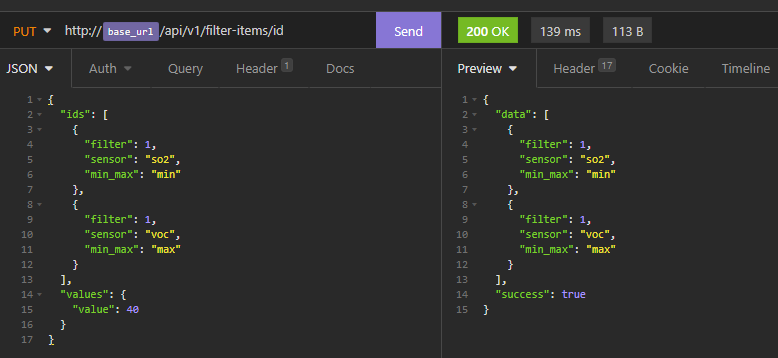 PUT http:// base_url /api/v1/filter-items/id Send 200 OK 139 ms 113 B
JSON Auth Query Header 1 Docs Preview Header 17 Cookie Timeline
1 {
2 "ids": [
3 {
4 "filter": 1,
5 "sensor": "so2",
6 "min_max": "min"
7 },
8 {
9 "filter": 1,
10 "sensor": "voc",
11 "min_max": "max"
12 }
13 ],
14 "values": {
15 "value": 40
16 }
17 }
1 {
2 "data": [
3 {
4 "filter": 1,
5 "sensor": "so2",
6 "min_max": "min"
7 },
8 {
9 "filter": 1,
10 "sensor": "voc",
11 "min_max": "max"
12 }
13 ],
14 "success": true
15 }